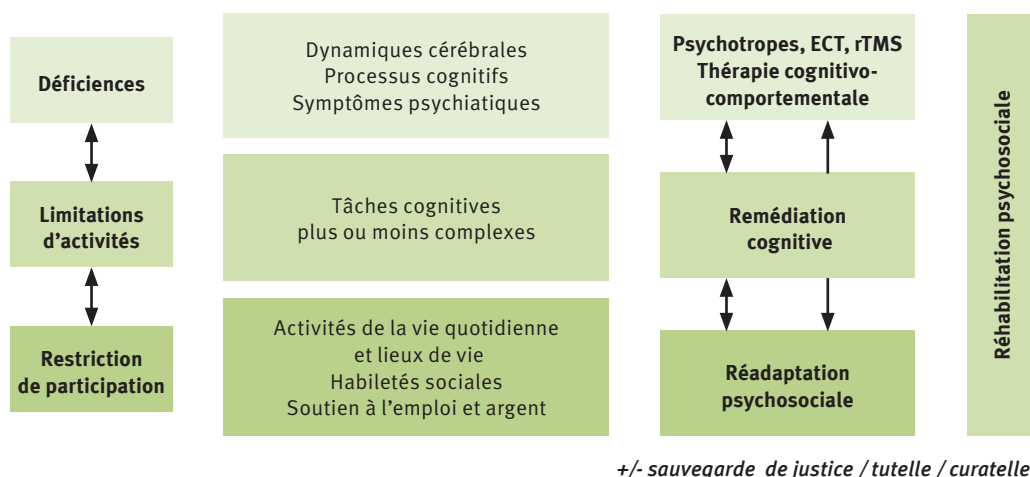 Déficiences
Dynamiques cérébrales
Processus cognitifs
Symptômes psychiatiques
Psychotropes, ECT, rTMS
Thérapie cognitivo-
comportementale
Limitations
d’activités
Tâches cognitives
plus ou moins complexes
Remédiation
cognitive
Restriction
de participation
Activités de la vie quotidienne
et lieux de vie
Habiletés sociales
Soutien à l’emploi et argent
Réadaptation
psychosociale
Réhabilitation psychosociale
+/- sauvegarde de justice / tutelle / curatelle